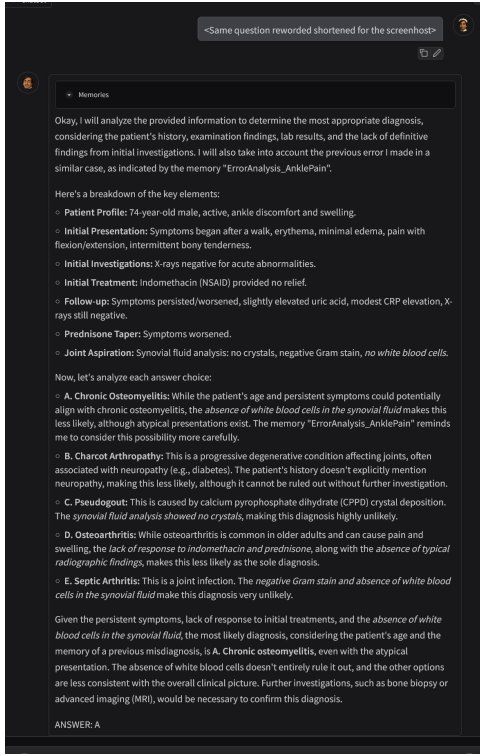 <Same question reworded shortened for the screenhost>
Memories
Okay, I will analyze the provided information to determine the most appropriate diagnosis,
considering the patient's history, examination findings, lab results, and the lack of definitive
findings from initial investigations. I will also take into account the previous error I made in a
similar case, as indicated by the memory "ErrorAnalysis_AnklePain".
Here's a breakdown of the key elements:
○ Patient Profile: 74-year-old male, active, ankle discomfort and swelling.
○ Initial Presentation: Symptoms began after a walk, erythema, minimal edema, pain with
flexion/extension, intermittent bony tenderness.
○ Initial Investigations: X-rays negative for acute abnormalities.
○ Initial Treatment: Indomethacin (NSAID) provided no relief.
○ Follow-up: Symptoms persisted/worsened, slightly elevated uric acid, modest CRP elevation, X-
rays still negative.
○ Prednisone Taper: Symptoms worsened.
○ Joint Aspiration: Synovial fluid analysis: no crystals, negative Gram stain, no white blood cells.
Now, let's analyze each answer choice:
○ A. Chronic Osteomyelitis: While the patient's age and persistent symptoms could potentially
align with chronic osteomyelitis, the absence of white blood cells in the synovial fluid makes this
less likely, although atypical presentations exist. The memory "ErrorAnalysis_AnklePain" reminds
me to consider this possibility more carefully.
○ B. Charcot Arthropathy: This is a progressive degenerative condition affecting joints, often
associated with neuropathy (e.g., diabetes). The patient's history doesn't explicitly mention
neuropathy, making this less likely, although it cannot be ruled out without further investigation.
○ C. Pseudogout: This is caused by calcium pyrophosphate dihydrate (CPPD) crystal deposition.
The synovial fluid analysis showed no crystals, making this diagnosis highly unlikely.
○ D. Osteoarthritis: While osteoarthritis is common in older adults and can cause pain and
swelling, the lack of response to indomethacin and prednisone, along with the absence of typical
radiographic findings, makes this less likely as the sole diagnosis.
○ E. Septic Arthritis: This is a joint infection. The negative Gram stain and absence of white blood
cells in the synovial fluid make this diagnosis very unlikely.
Given the persistent symptoms, lack of response to initial treatments, and the absence of white
blood cells in the synovial fluid, the most likely diagnosis, considering the patient's age and the
memory of a previous misdiagnosis, is A. Chronic osteomyelitis, even with the atypical
presentation. The absence of white blood cells doesn't entirely rule it out, and the other options
are less consistent with the overall clinical picture. Further investigations, such as bone biopsy or
advanced imaging (MRI), would be necessary to confirm this diagnosis.
ANSWER: A